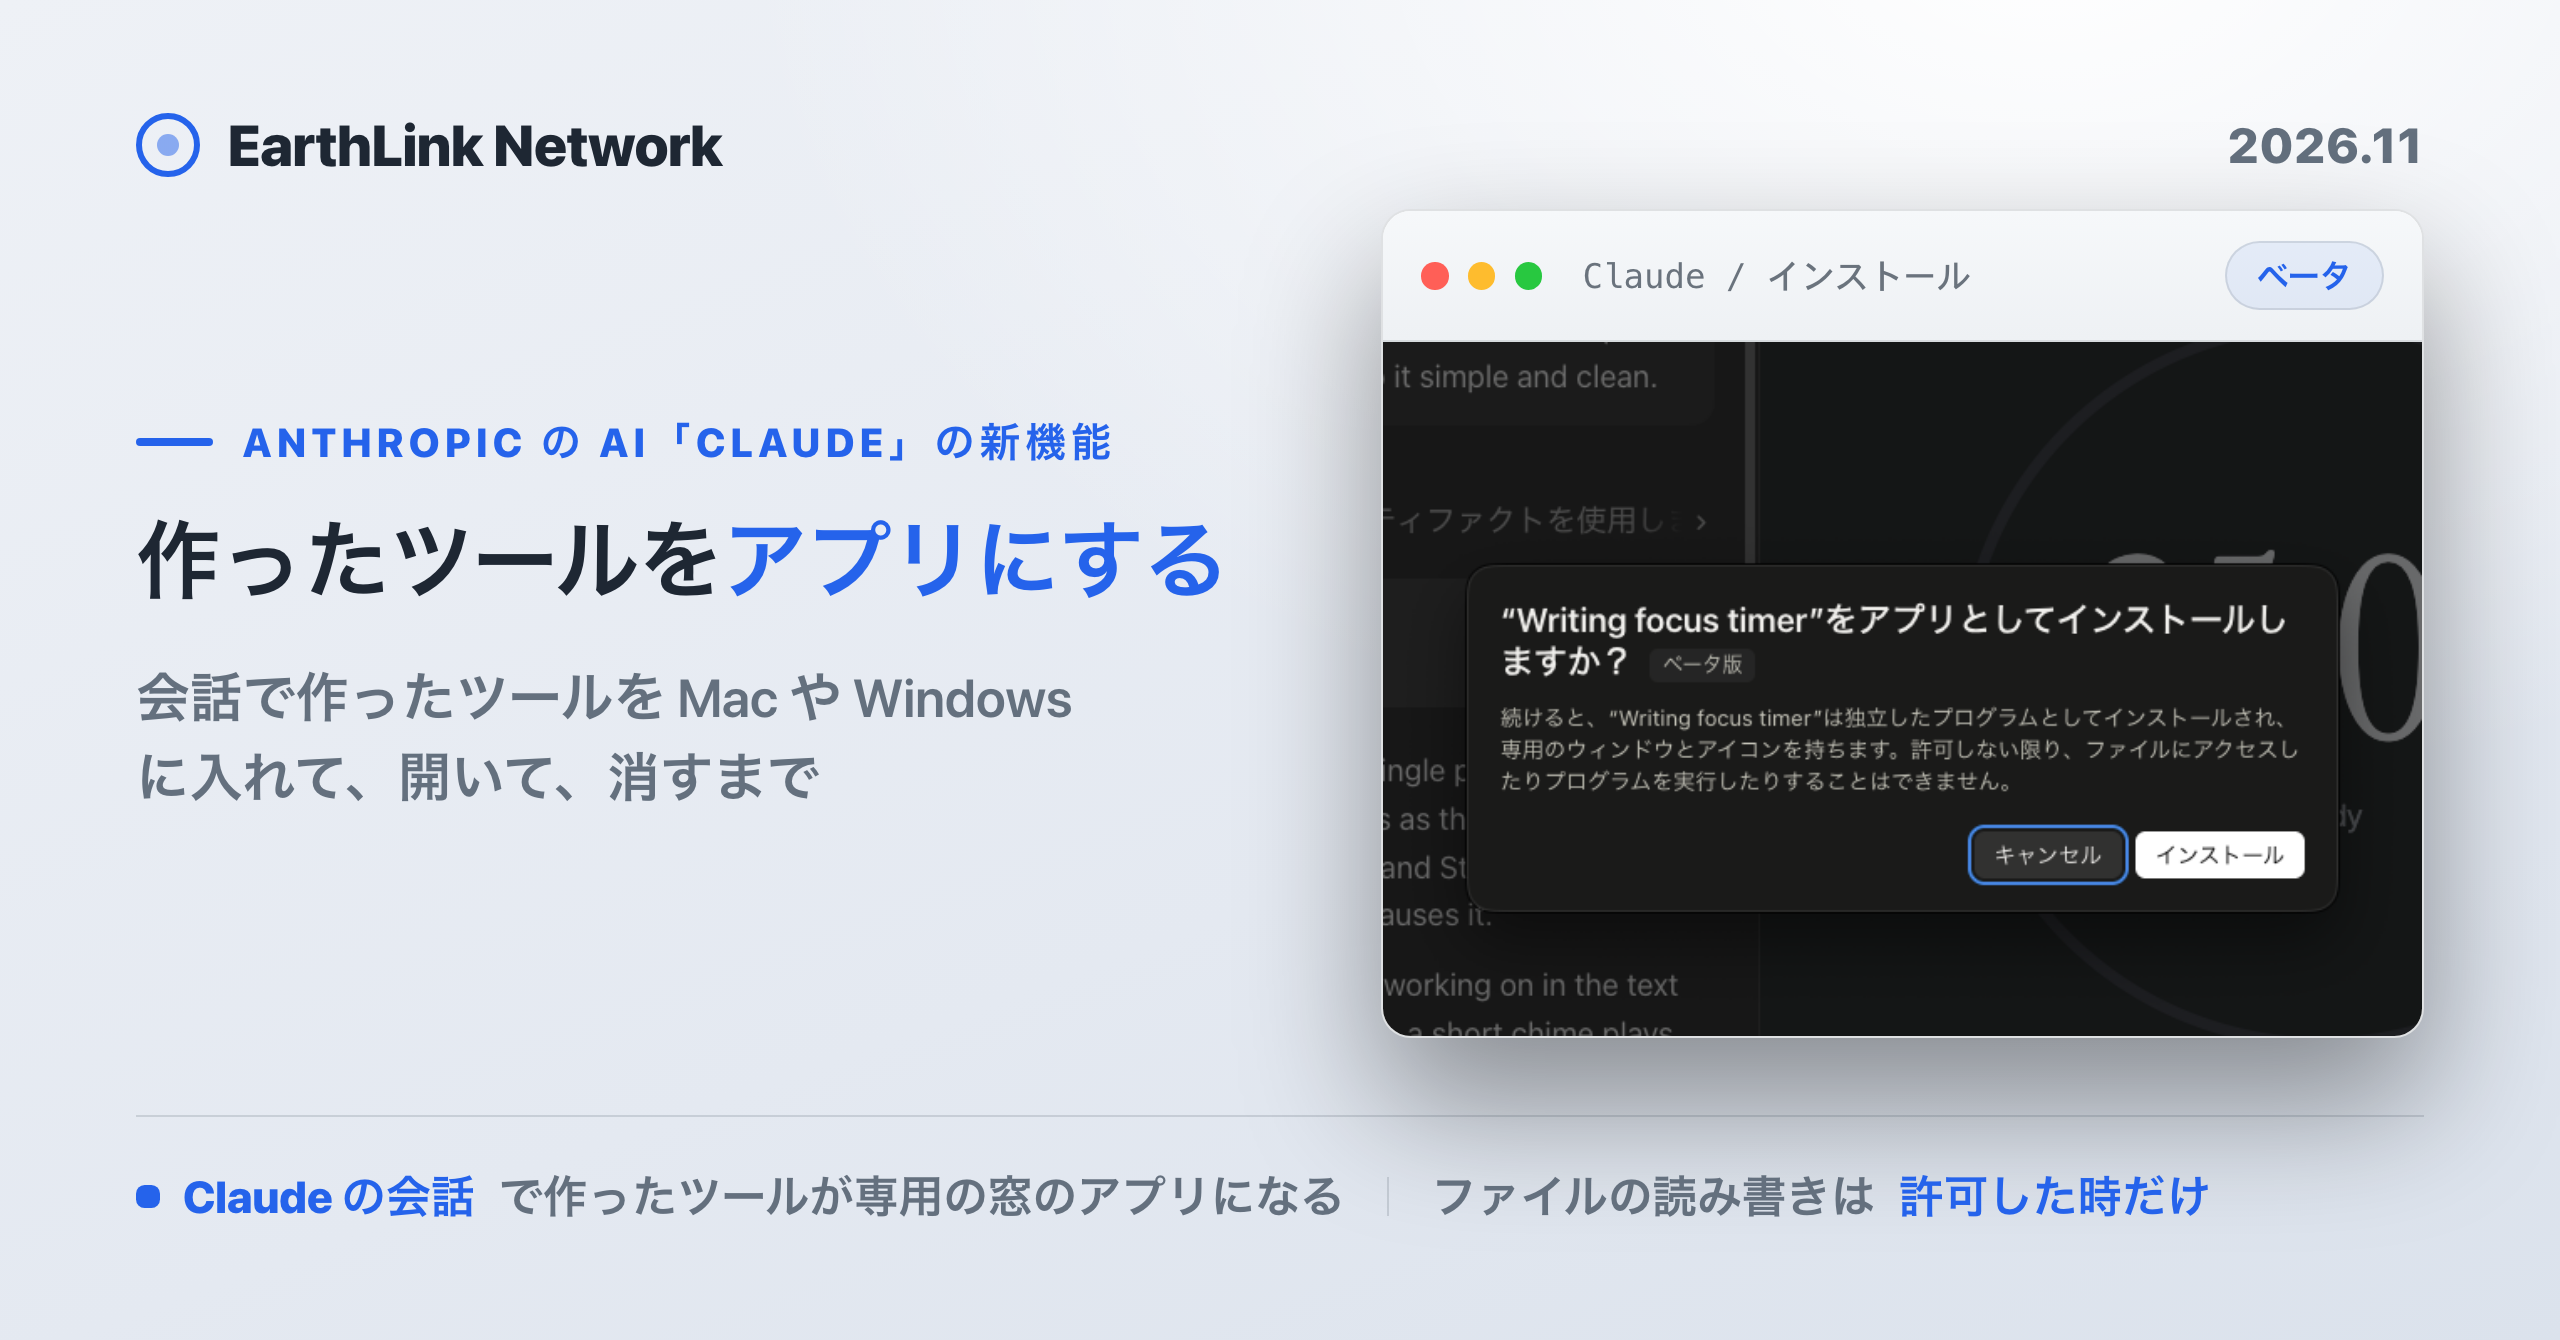 EarthLink Network
2026.11
ANTHROPIC の AI「CLAUDE」の新機能
作ったツールをアプリにする
会話で作ったツールを Mac や Windows
に入れて、開いて、消すまで
Claude / インストール
ベータ
it simple and clean.
ティファクトを使用し
“Writing focus timer”をアプリとしてインストールし
ますか？ ベータ版
続けると、“Writing focus timer”は独立したプログラムとしてインストールされ、
専用のウィンドウとアイコンを持ちます。許可しない限り、ファイルにアクセスし
たりプログラムを実行したりすることはできません。
キャンセル インストール
as th
and St
auses it.
working on in the text
a short chime plays
Claude の会話 で作ったツールが専用の窓のアプリになる
ファイルの読み書きは 許可した時だけ